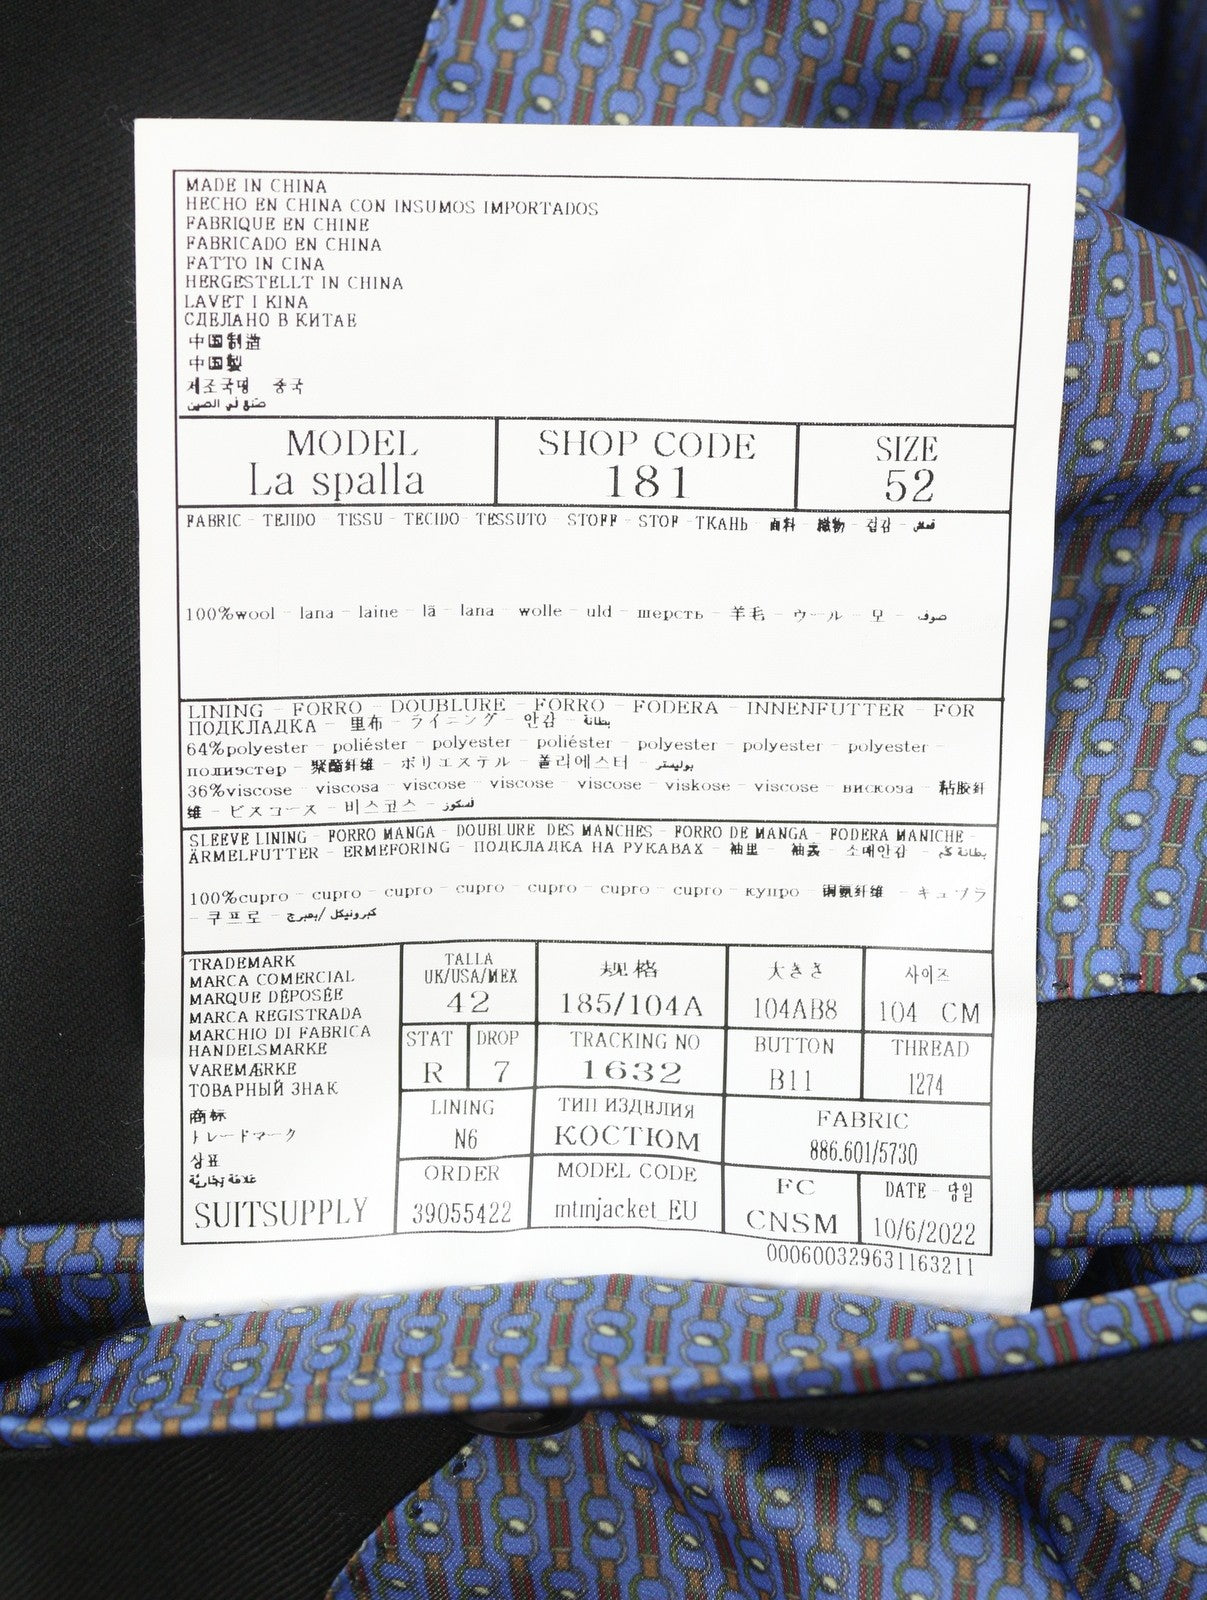 MADE IN CHINA
HECHO EN CHINA CON INSUMOS IMPORTADOS
FABRIQUE EN CHINE
FABRICADO EN CHINA
FATTO IN CINA
HERGESTELLT IN CHINA
LAVET I KINA
СДЕЛАНО В КИТАЕ
中国制造
中国製
제조국명 중국
صنع في الصين
MODEL
La spalla
SHOP CODE
181
SIZE
52
FABRIC - TEJIDO - TISSU - TECIDO - TESSUTO - STOFF - STOF - ТКАНЬ - 面料 - 織物 - 겉감 - قماش
100%wool - lana - laine - lã - lana - wolle - uld - шерсть - 羊毛 - ウール - 모 - صوف
LINING - FORRO - DOUBLURE - FORRO - FODERA - INNENFUTTER - FOR
ПОДКЛАДКА - 里布 - ライニング - 안감 - بطانة
64%polyester - poliéster - polyester - poliéster - polyester - polyester - polyester -
полиэстер - 聚酯纤维 - ポリエステル - 폴리에스터 - بوليستر
36%viscose - viscosa - viscose - viscose - viscose - viskose - viscose - вискоза - 粘胶纤
维 - ビスコース - 비스코스 - فسكوز
SLEEVE LINING - FORRO MANGA - DOUBLURE DES MANCHES - FORRO DE MANGA - FODERA MANICHE -
ÄRMELFUTTER - ERMEFORING - ПОДКЛАДКА НА РУКАВАХ - 袖里 - 袖裏 - 소매안감 - بطانة كم
100%cupro - cupro - cupro - cupro - cupro - cupro - cupro - купро - 铜氨纤维 - キュプラ
- 쿠프로 - كبرونيكل /بمبرج
TRADEMARK
MARCA COMERCIAL
MARQUE DÉPOSÉE
MARCA REGISTRADA
MARCHIO DI FABRICA
HANDELSMARKE
VAREMÆRKE
ТОВАРНЫЙ ЗНАК
商标
トレードマーク
상표
علامة تجارية
SUITSUPPLY
TALLA
UK/USA/MEX
42
规格
185/104A
大きさ
104AB8
사이즈
104 CM
STAT
R
DROP
7
TRACKING NO
1632
BUTTON
B11
THREAD
1274
LINING
N6
ТИП ИЗДЕЛИЯ
КОСТЮМ
FABRIC
886.601/5730
ORDER
39055422
MODEL CODE
mtmjacket_EU
FC
CNSM
DATE - 당일
10/6/2022
000600329631163211